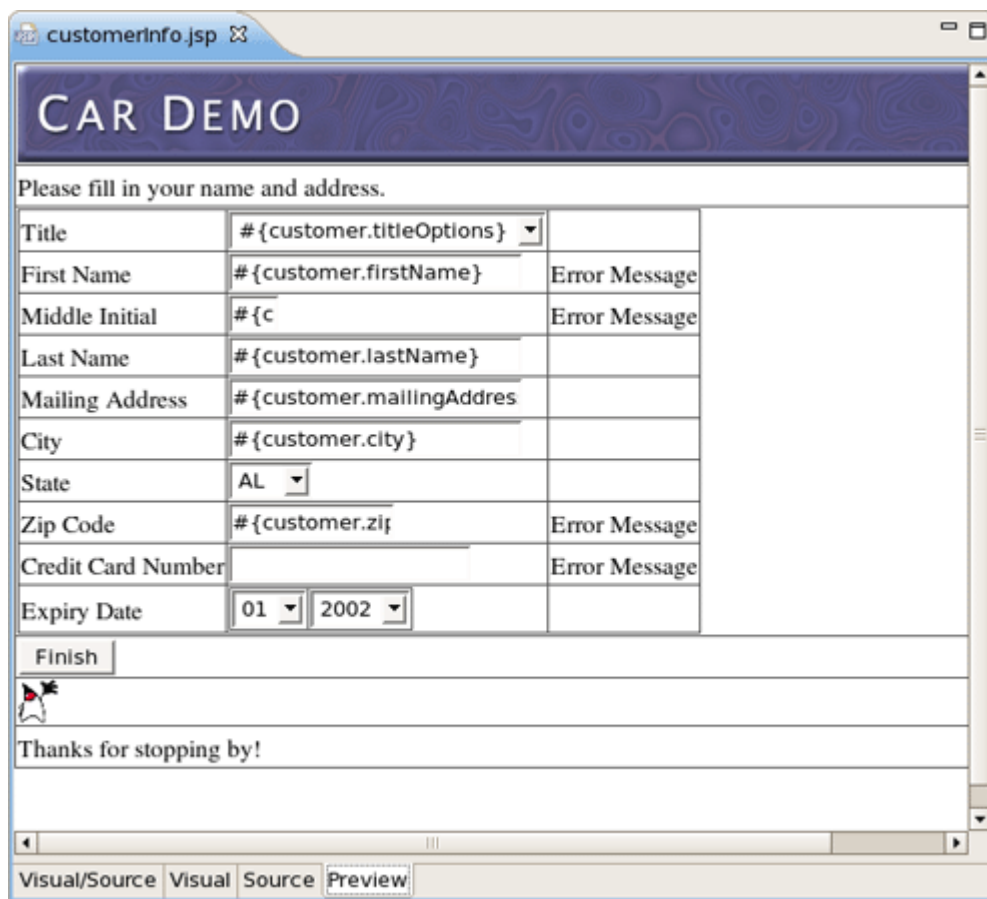 customerInfo.jsp
CAR DEMO
Please fill in your name and address.
Title #{customer.titleOptions}
First Name #{customer.firstName} Error Message
Middle Initial #{c Error Message
Last Name #{customer.lastName}
Mailing Address #{customer.mailingAddres
City #{customer.city}
State AL
Zip Code #{customer.zip Error Message
Credit Card Number Error Message
Expiry Date 01 2002
Finish
Thanks for stopping by!
Visual/Source Visual Source Preview